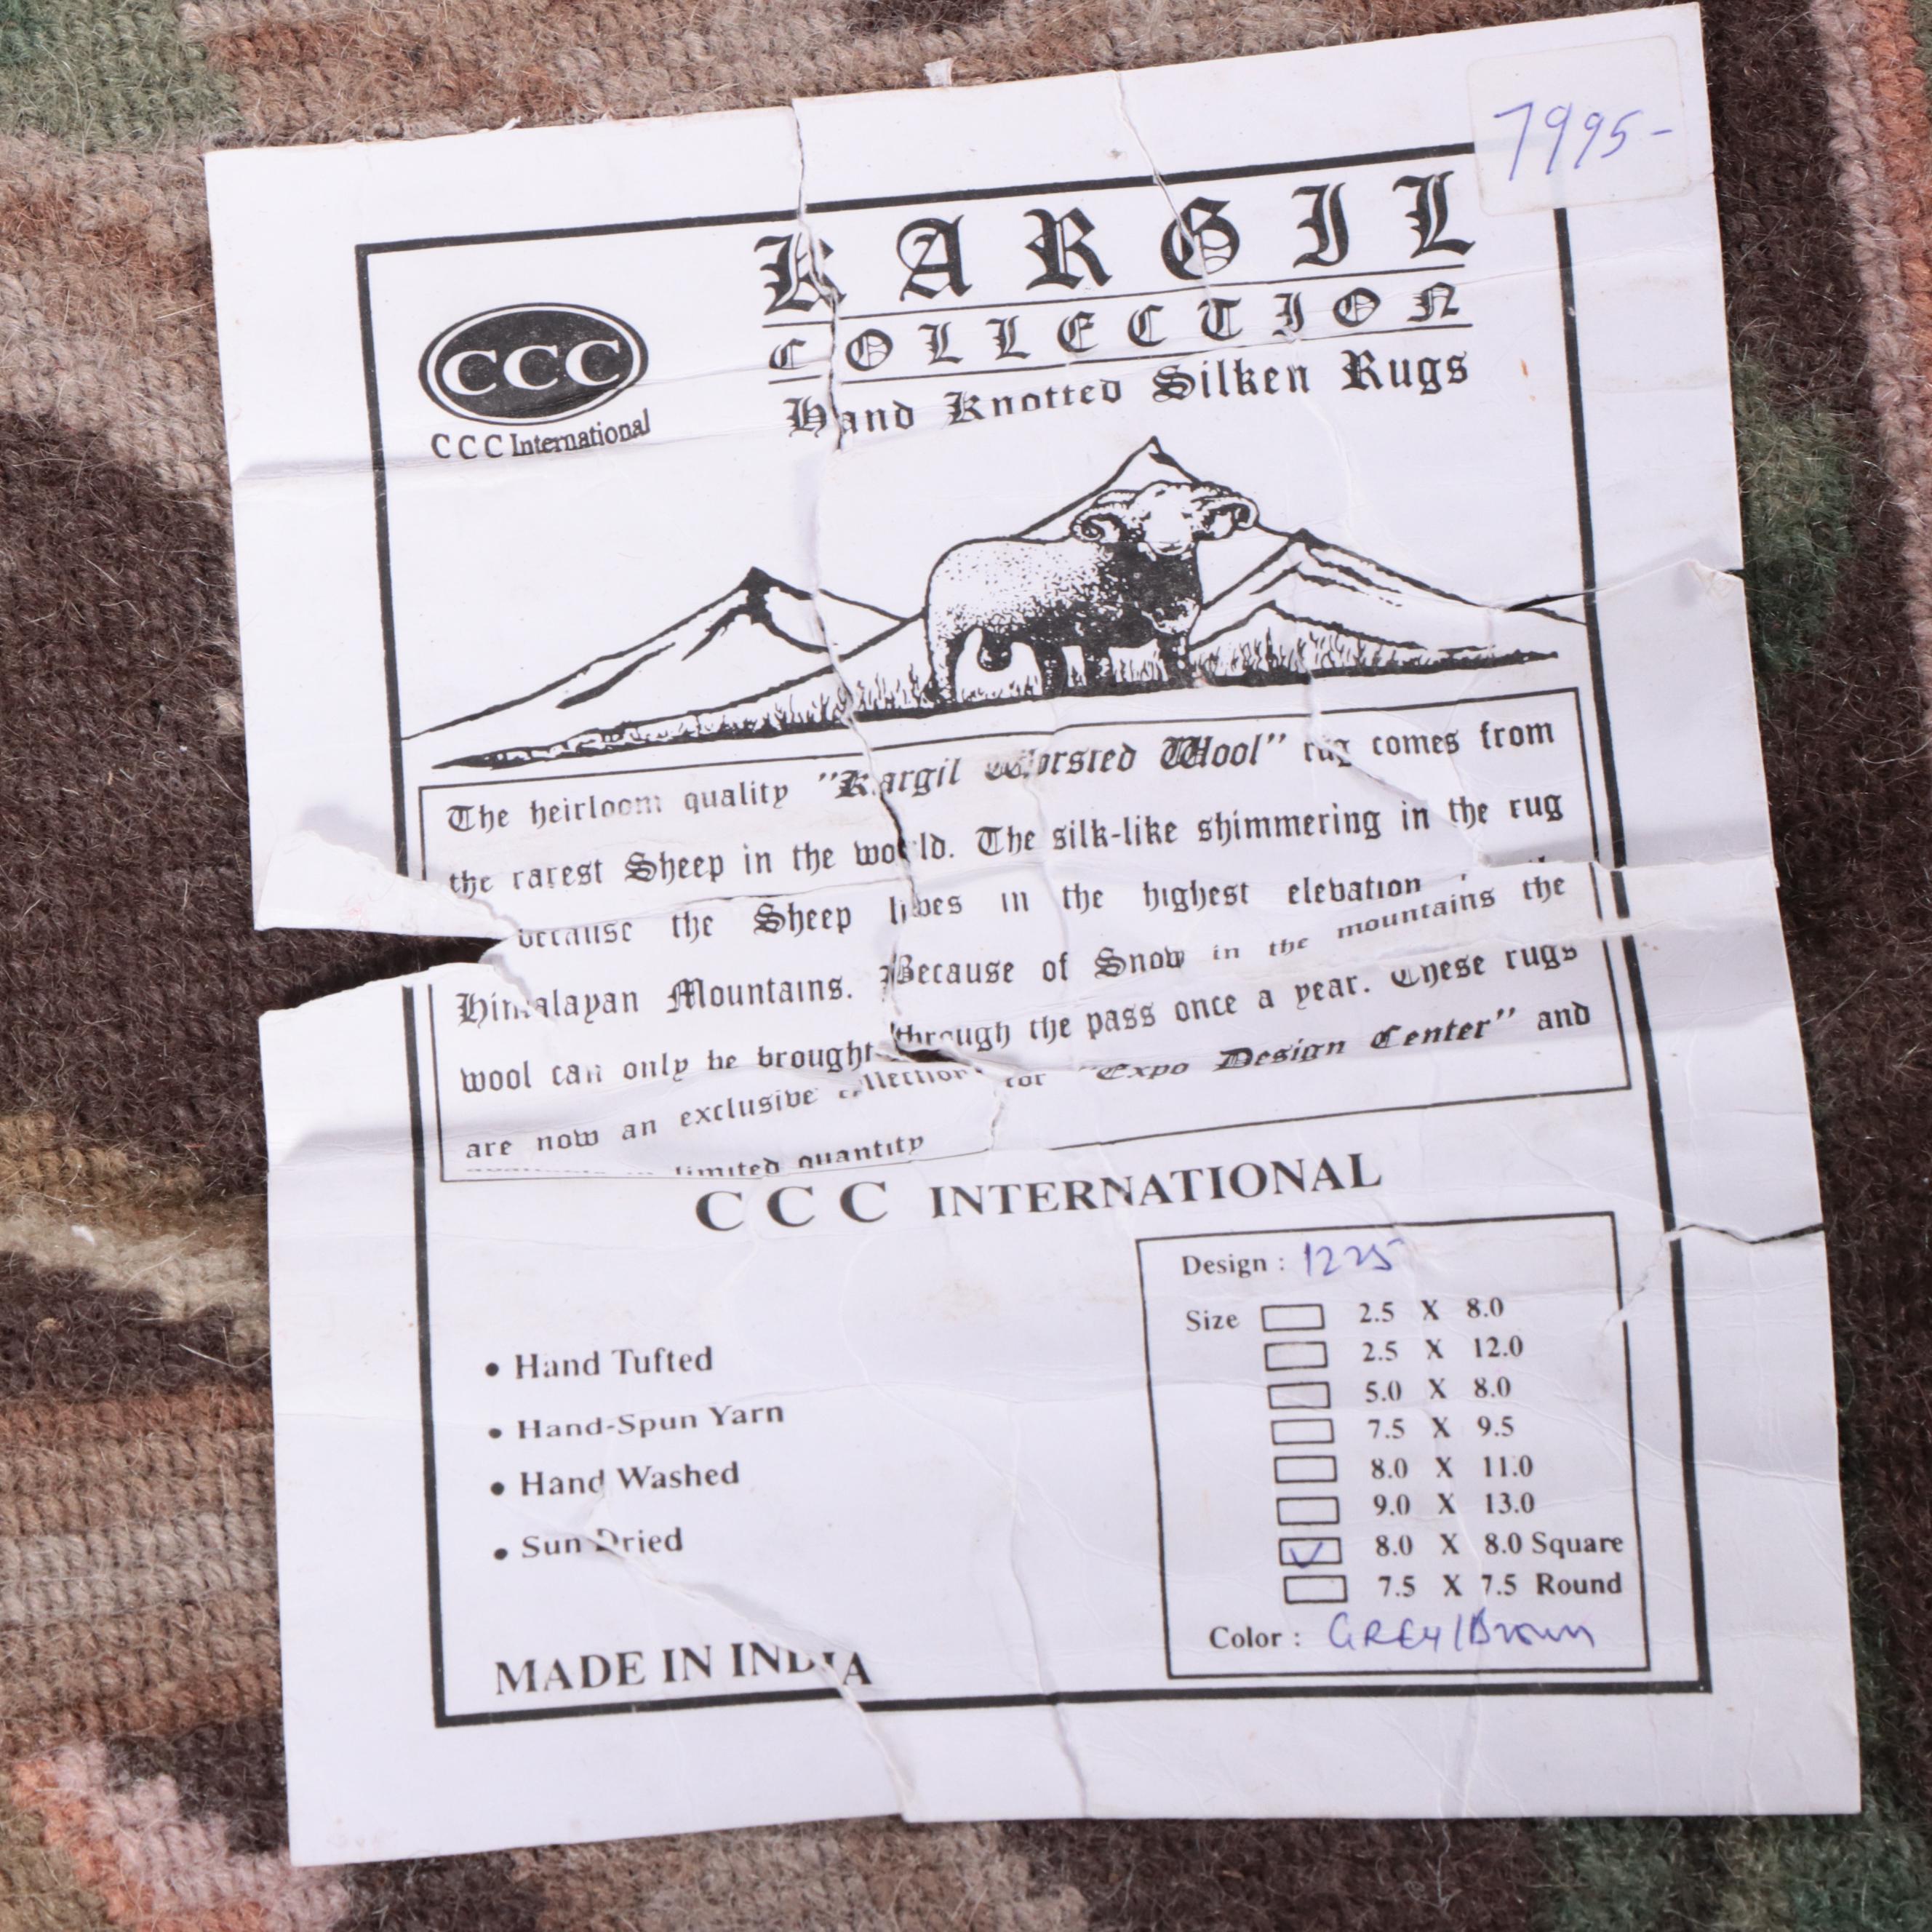 7995-
KARGIL
COLLECTION
Hand Knotted Silken Rugs
CCC
CCC International
The heirloom quality "Kargil Worsted Wool" rug comes from
the rarest Sheep in the world. The silk-like shimmering in the rug
because the Sheep lives in the highest elevation
Himalayan Mountains. Because of Snow in the mountains the
wool can only be brought through the pass once a year. These rugs
are now an exclusive collection for "Expo Design Center" and
limited quantity
CCC INTERNATIONAL
• Hand Tufted
• Hand-Spun Yarn
• Hand Washed
• Sun Dried
MADE IN INDIA
Design : 1225
Size 2.5 X 8.0
2.5 X 12.0
5.0 X 8.0
7.5 X 9.5
8.0 X 11.0
9.0 X 13.0
8.0 X 8.0 Square
7.5 X 7.5 Round
Color : GREY/Brown